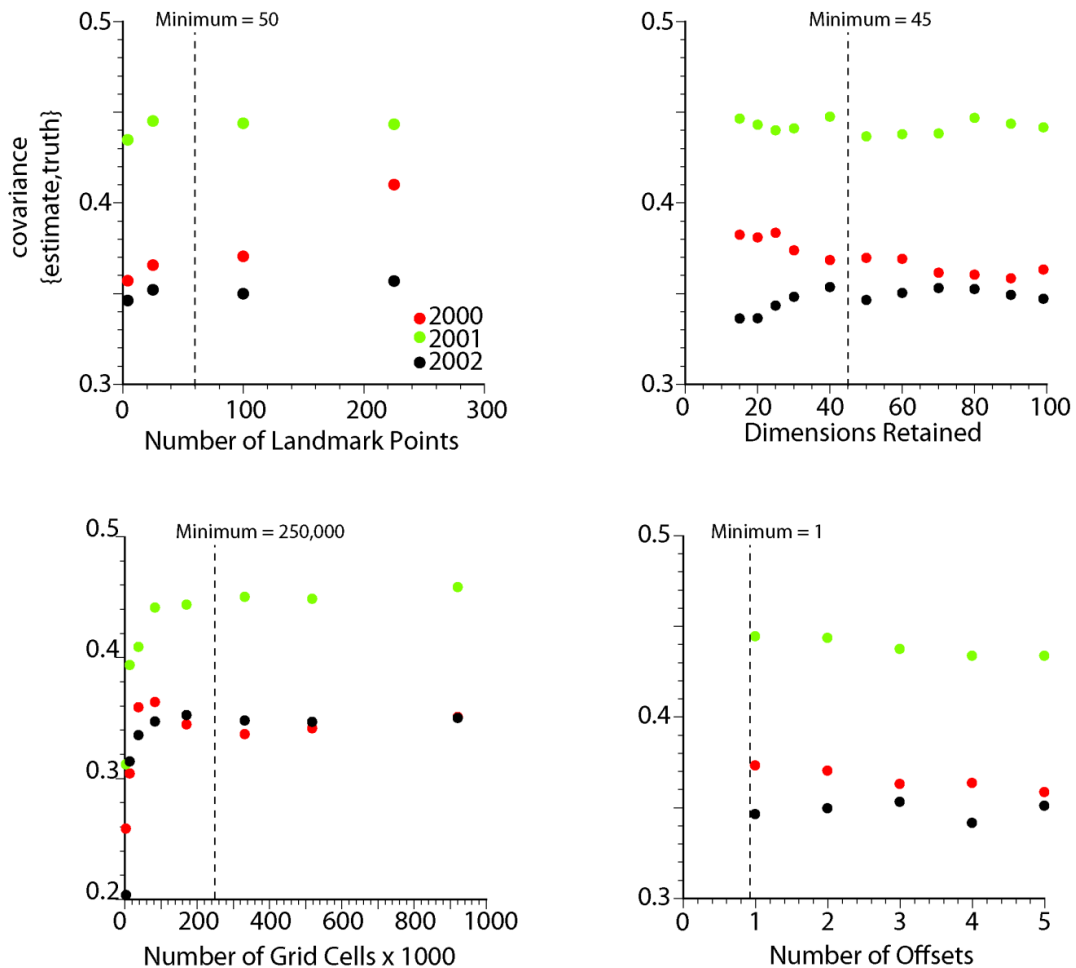 Minimum = 50
0.5
0.4
0.3
covariance
{estimate,truth}
2000
2001
2002
0 100 200 300
Number of Landmark Points
Minimum = 45
0.5
0.4
0.3
0 20 40 60 80 100
Dimensions Retained
Minimum = 250,000
0.5
0.4
0.3
0.2
0 200 400 600 800 1000
Number of Grid Cells x 1000
Minimum = 1
0.5
0.4
0.3
0 1 2 3 4 5
Number of Offsets